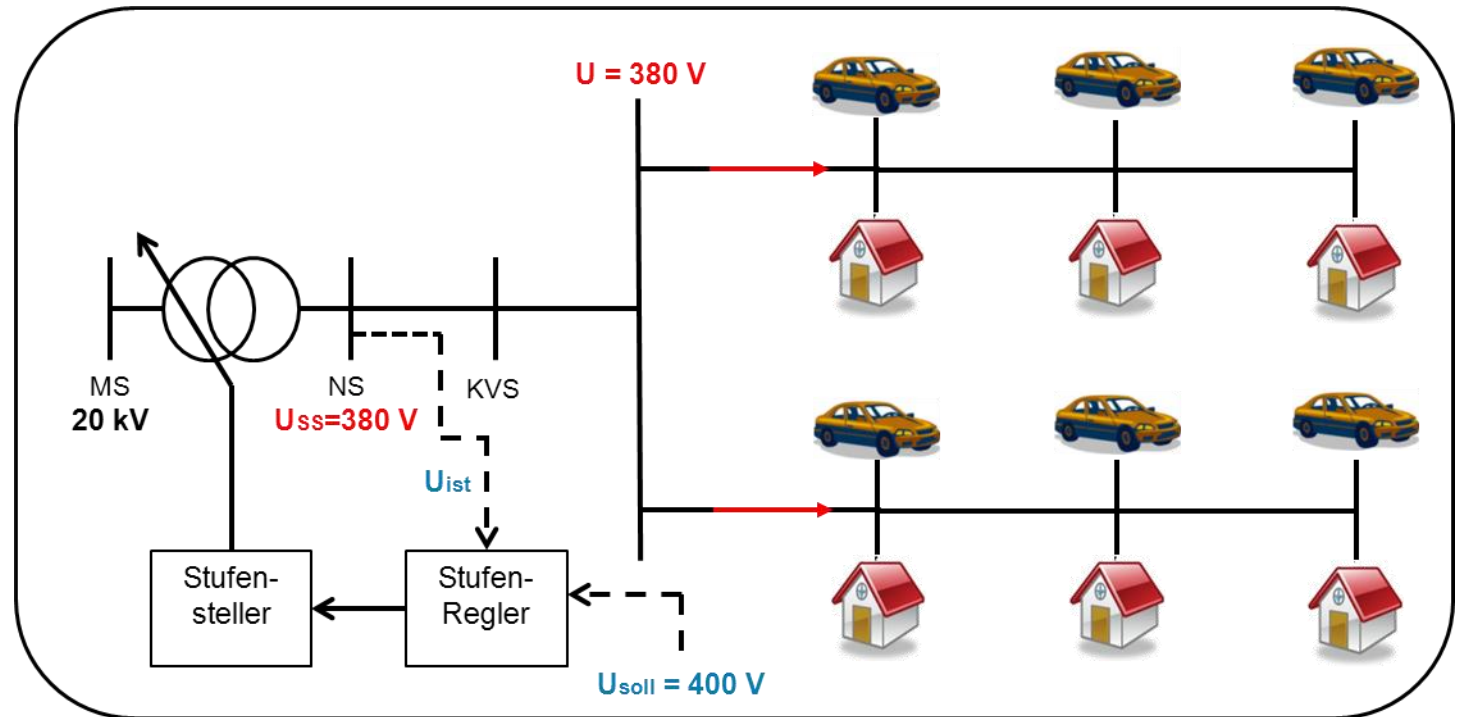 U = 380 V
MS
20 kV
NS
USS=380 V
KVS
Uist
Stufen-
steller
Stufen-
Regler
Usoll = 400 V